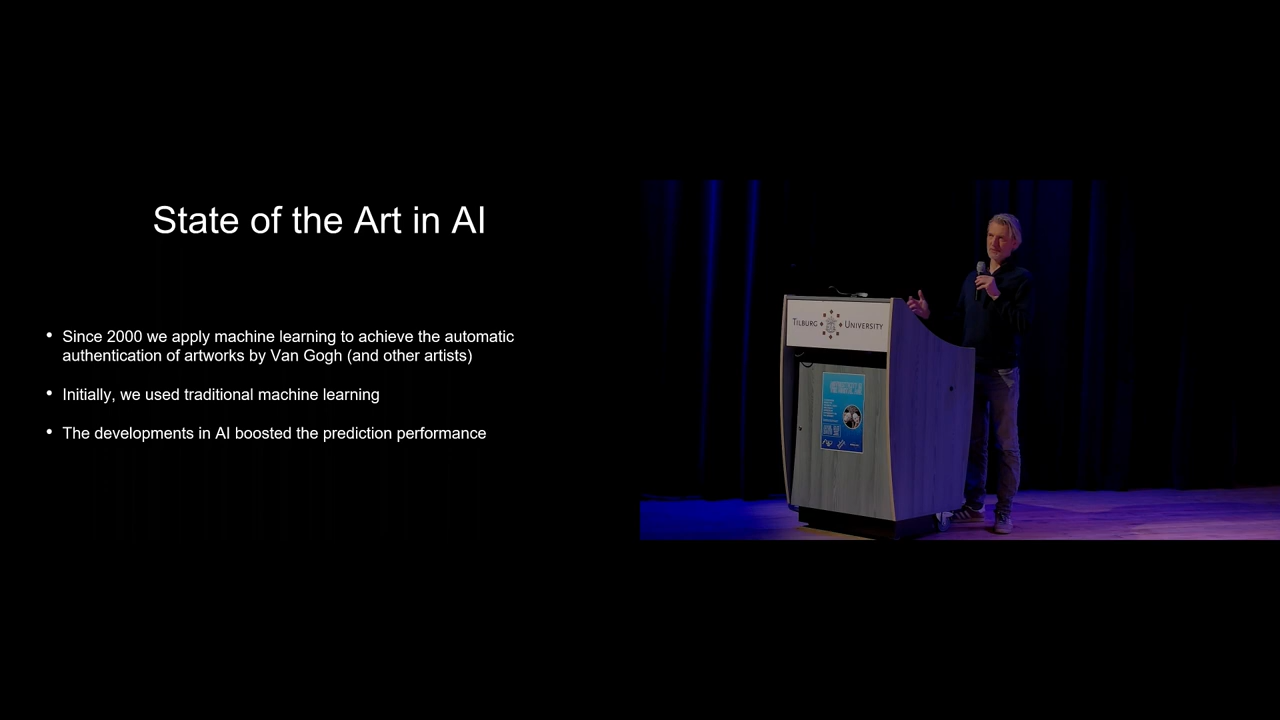 State of the Art in AI
• Since 2000 we apply machine learning to achieve the automatic
authentication of artworks by Van Gogh (and other artists)
• Initially, we used traditional machine learning
• The developments in AI boosted the prediction performance
TILBURG UNIVERSITY